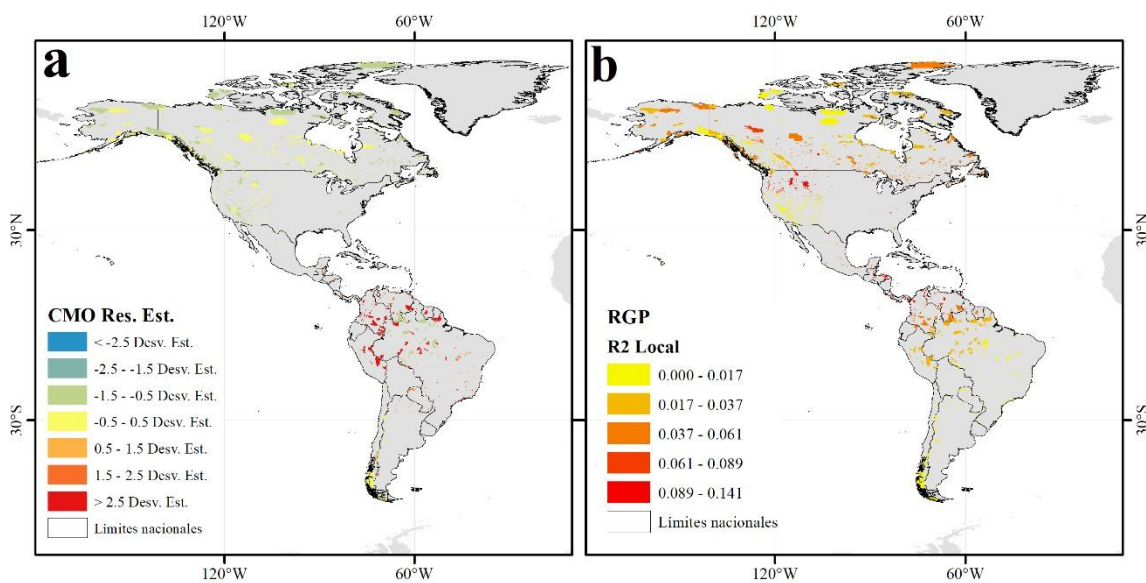 120°W
60°W
120°W
60°W
a
b
30°N
30°N
30°S
30°S
CMO Res. Est.
< -2.5 Desv. Est.
-2.5 - -1.5 Desv. Est.
-1.5 - -0.5 Desv. Est.
-0.5 - 0.5 Desv. Est.
0.5 - 1.5 Desv. Est.
1.5 - 2.5 Desv. Est.
> 2.5 Desv. Est.
Límites nacionales
RGP
R2 Local
0.000 - 0.017
0.017 - 0.037
0.037 - 0.061
0.061 - 0.089
0.089 - 0.141
Límites nacionales
120°W
60°W
120°W
60°W